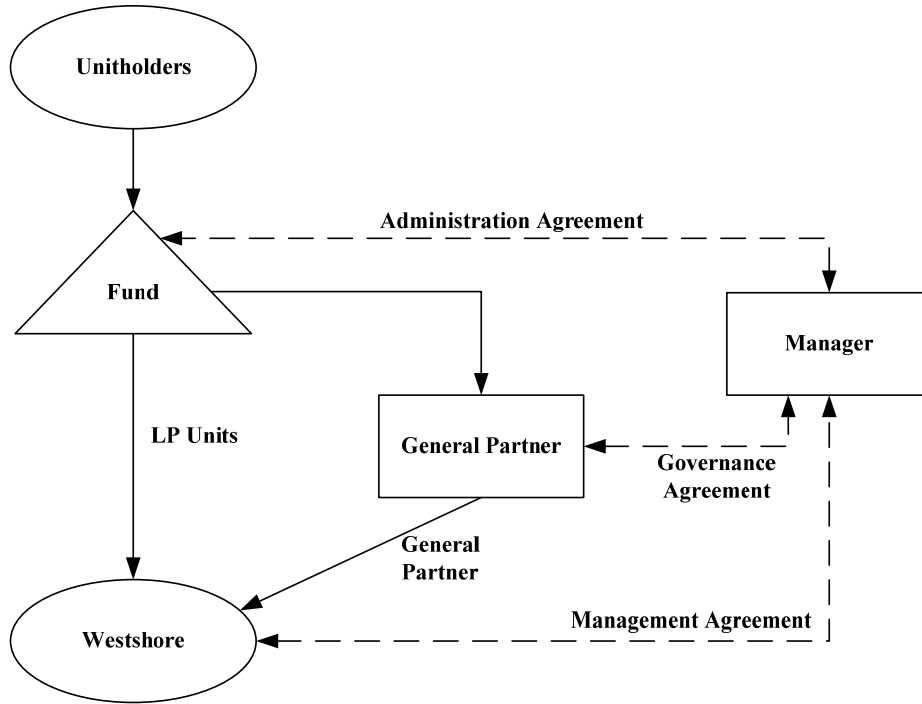 Unitholders
Administration Agreement
Fund
Manager
LP Units
General Partner
Governance
Agreement
General
Partner
Management Agreement
Westshore